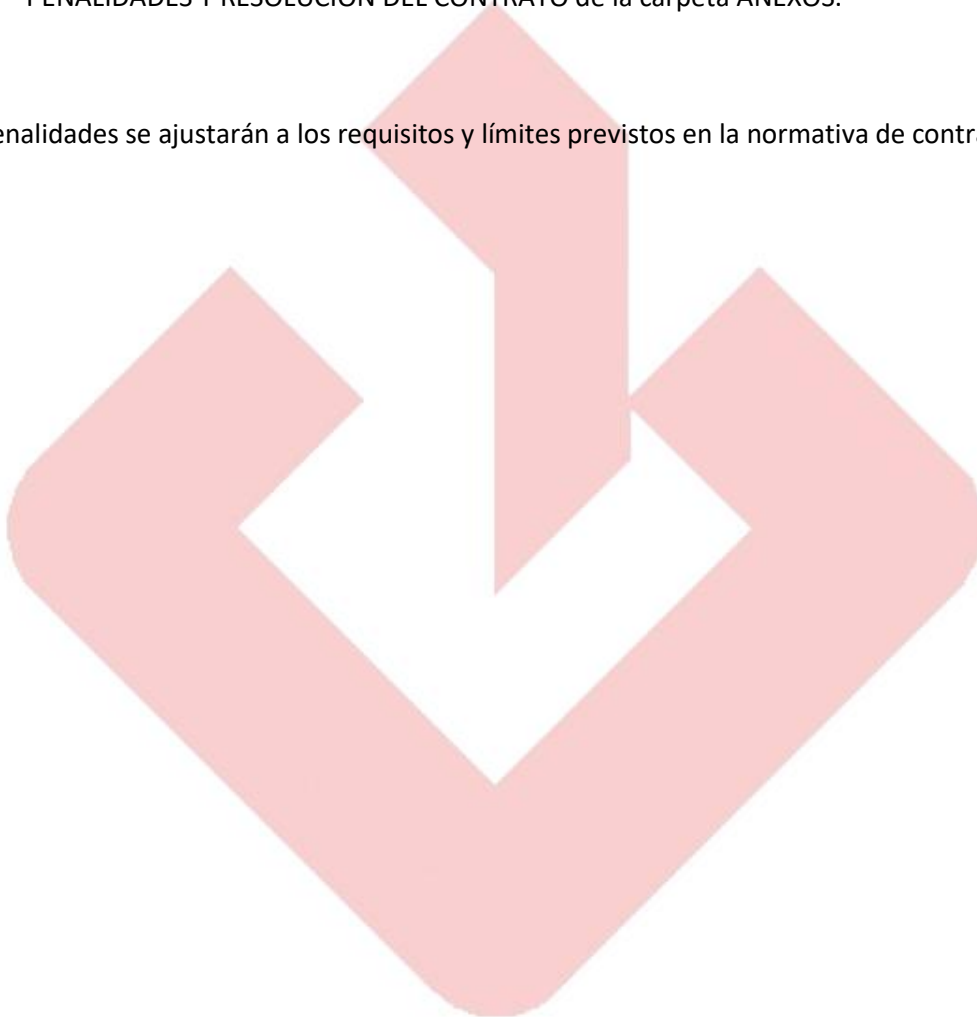 PENALIDADES Y RESOLUCIÓN DEL CONTRATO de la carpeta ANEXOS.
enalidades se ajustarán a los requisitos y límites previstos en la normativa de contra